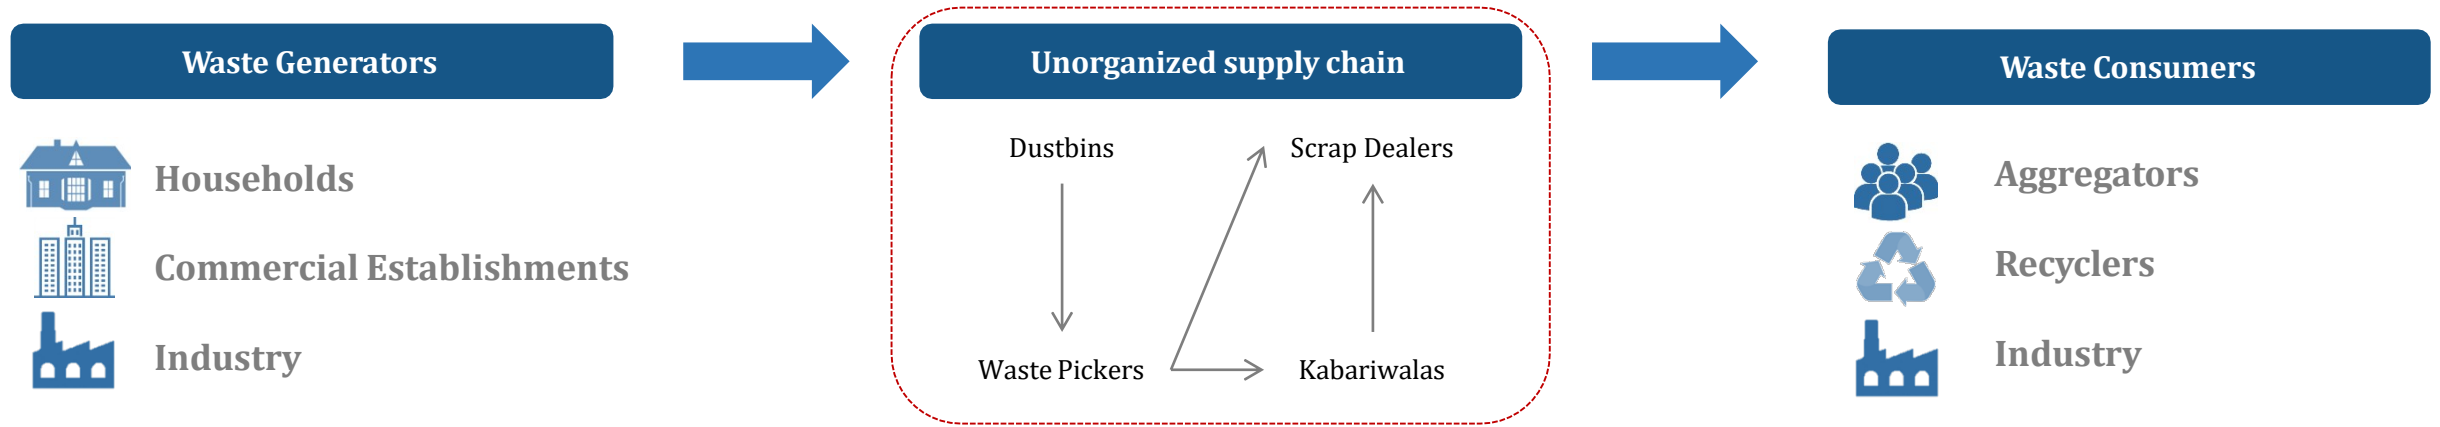 Waste Generators
Households
Commercial Establishments
Industry
Unorganized supply chain
Dustbins
Scrap Dealers
Waste Pickers
Kabariwalas
Waste Consumers
Aggregators
Recyclers
Industry